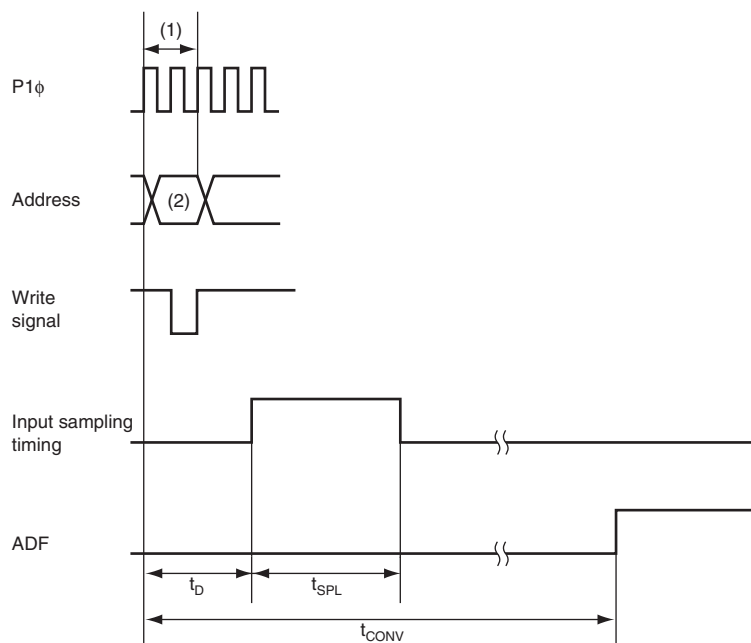 (1)
P1ϕ
Address
(2)
Write
signal
Input sampling
timing
ADF
tD
tSPL
tCONV